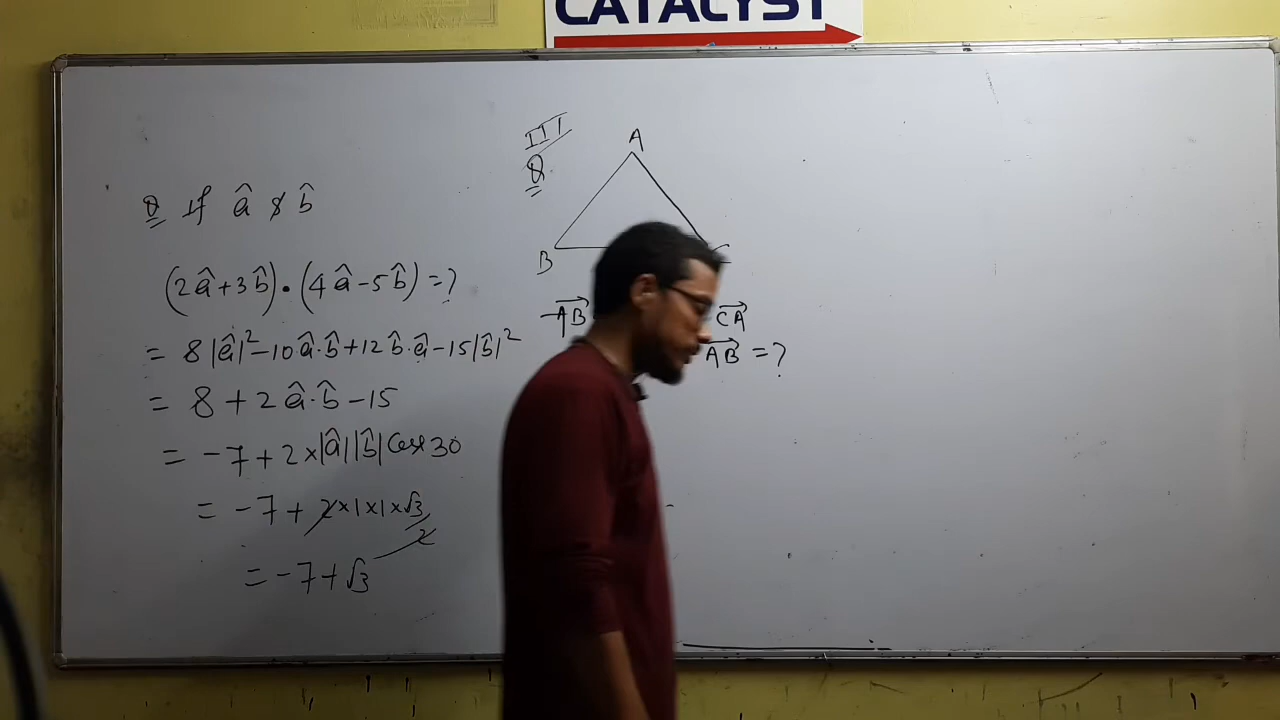 CATALYST
Q If â & b̂
(2â+3b̂)•(4â-5b̂)=?
= 8|â|²-10â·b̂+12b̂·â-15|b̂|²
= 8+2â·b̂-15
= -7+2×|â||b̂|Cos30
= -7+2×1×1×√3/2
= -7+√3
IIT
Q
A
B
C
AB→ CA→
AB→ =?